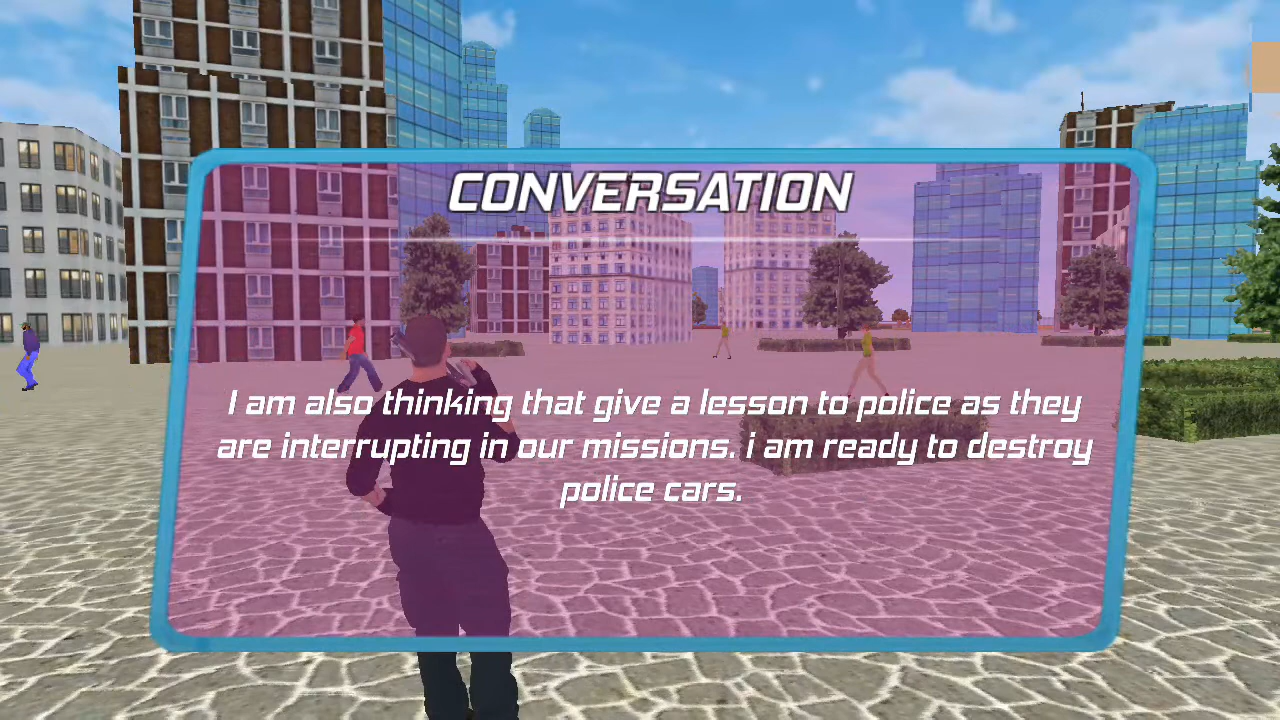 CONVERSATION
I am also thinking that give a lesson to police as they
are interrupting in our missions. i am ready to destroy
police cars.